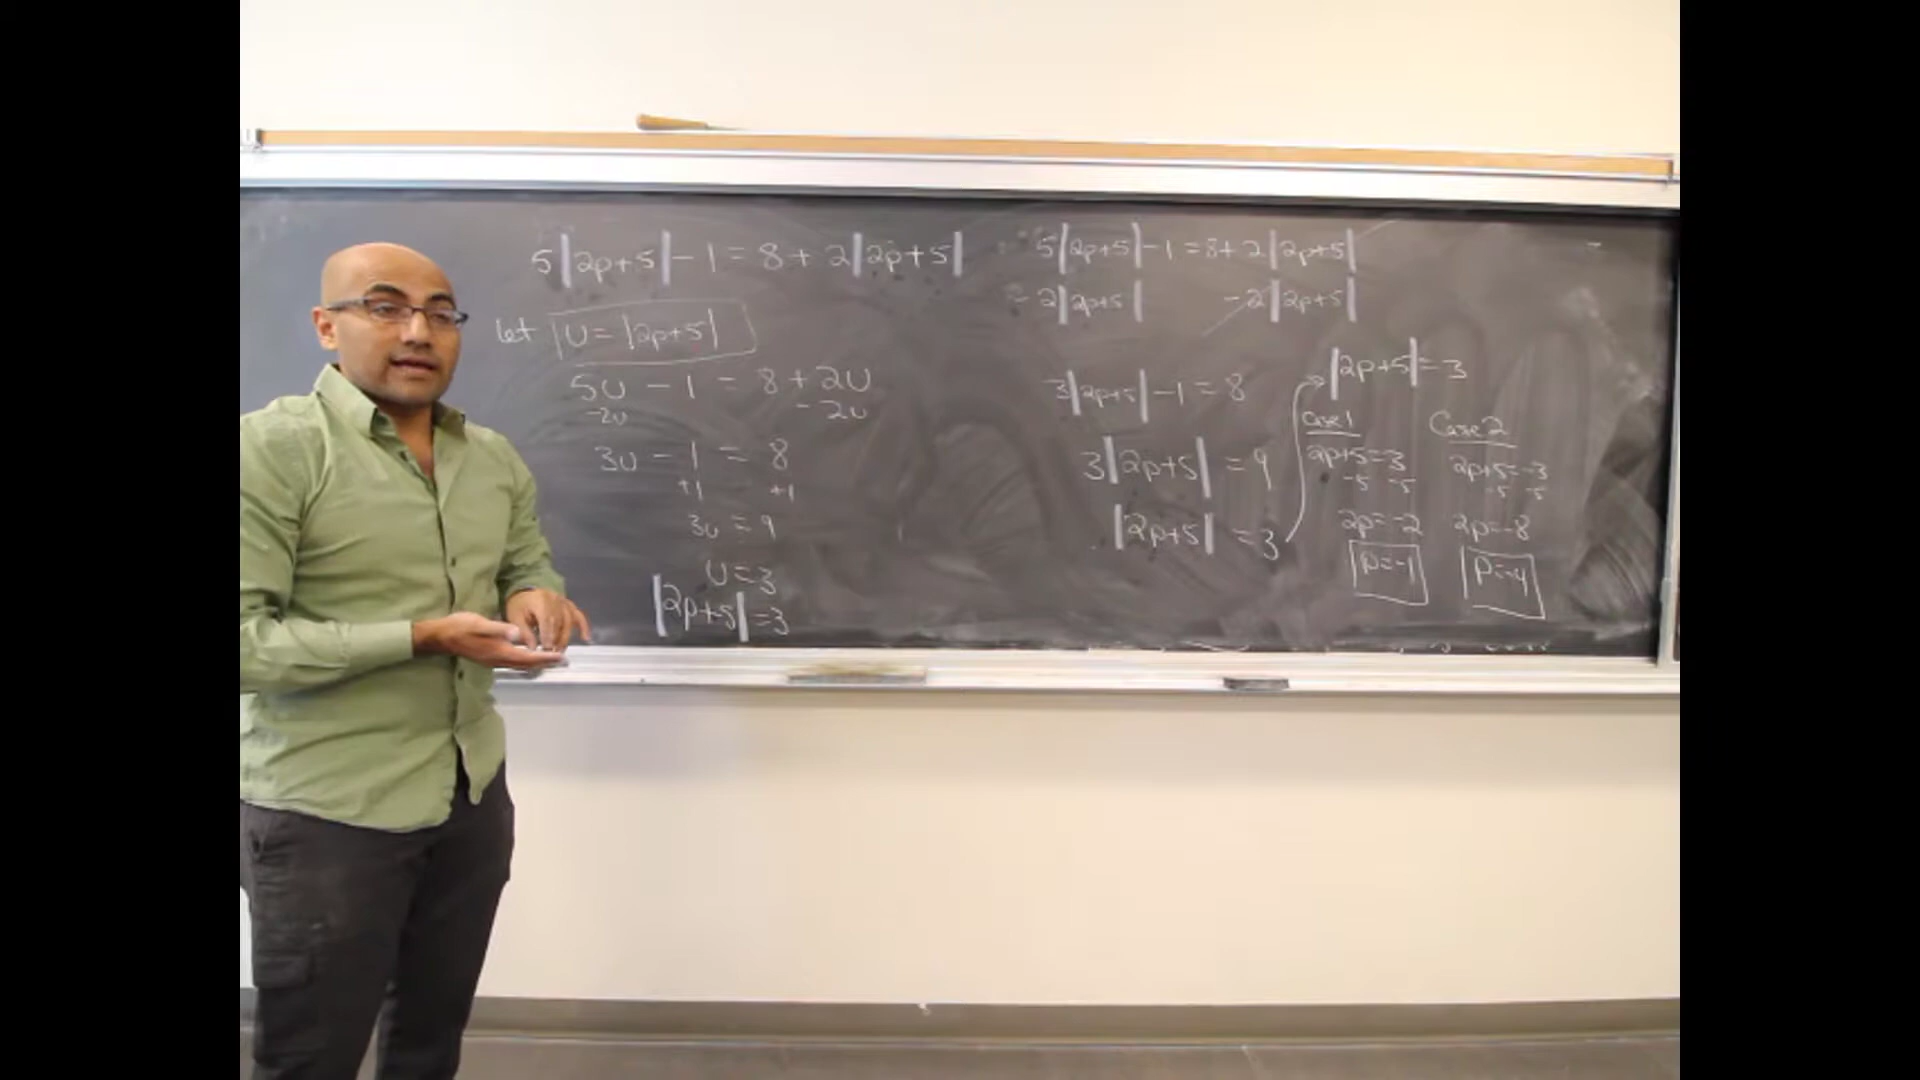 5|2p+5|-1=8+2|2p+5|
let U=|2p+5|
5U-1=8+2U
-2U -2U
3U-1=8
+1 +1
3U=9
U=3
|2p+5|=3
5|2p+5|-1=8+2|2p+5|
-2|2p+5| -2|2p+5|
3|2p+5|-1=8
3|2p+5|=9
|2p+5|=3
|2p+5|=3
Case 1
2p+5=3
-5 -5
2p=-2
p=-1
Case 2
2p+5=-3
-5 -5
2p=-8
p=-4